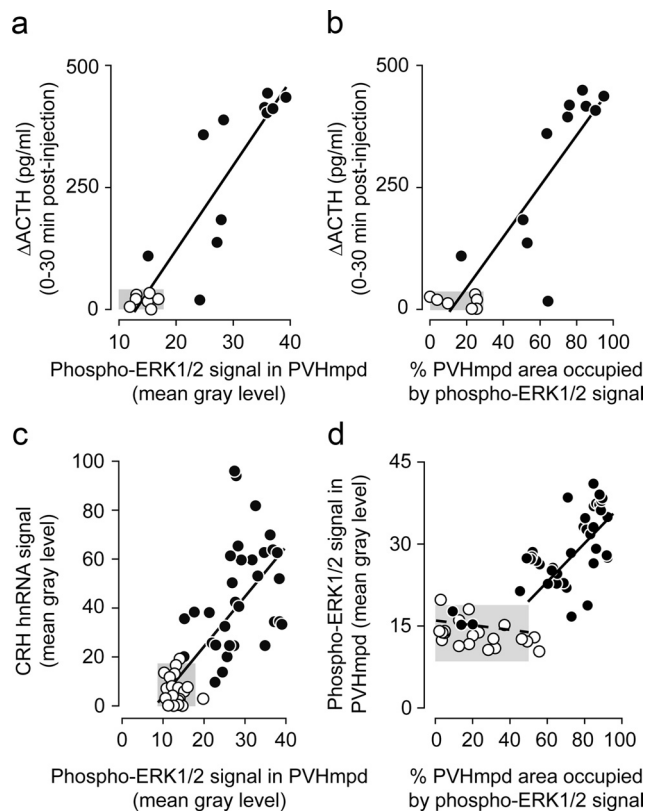 a
b
ΔACTH (pg/ml)
(0-30 min post-injection)
500
250
0
10 20 30 40
Phospho-ERK1/2 signal in PVHmpd
(mean gray level)
ΔACTH (pg/ml)
(0-30 min post-injection)
500
250
0
0 20 40 60 80 100
% PVHmpd area occupied
by phospho-ERK1/2 signal
c
d
CRH hnRNA signal
(mean gray level)
100
80
60
40
20
0
0 10 20 30 40
Phospho-ERK1/2 signal in PVHmpd
(mean gray level)
Phospho-ERK1/2 signal in
PVHmpd (mean gray level)
45
30
15
0
0 20 40 60 80 100
% PVHmpd area occupied
by phospho-ERK1/2 signal